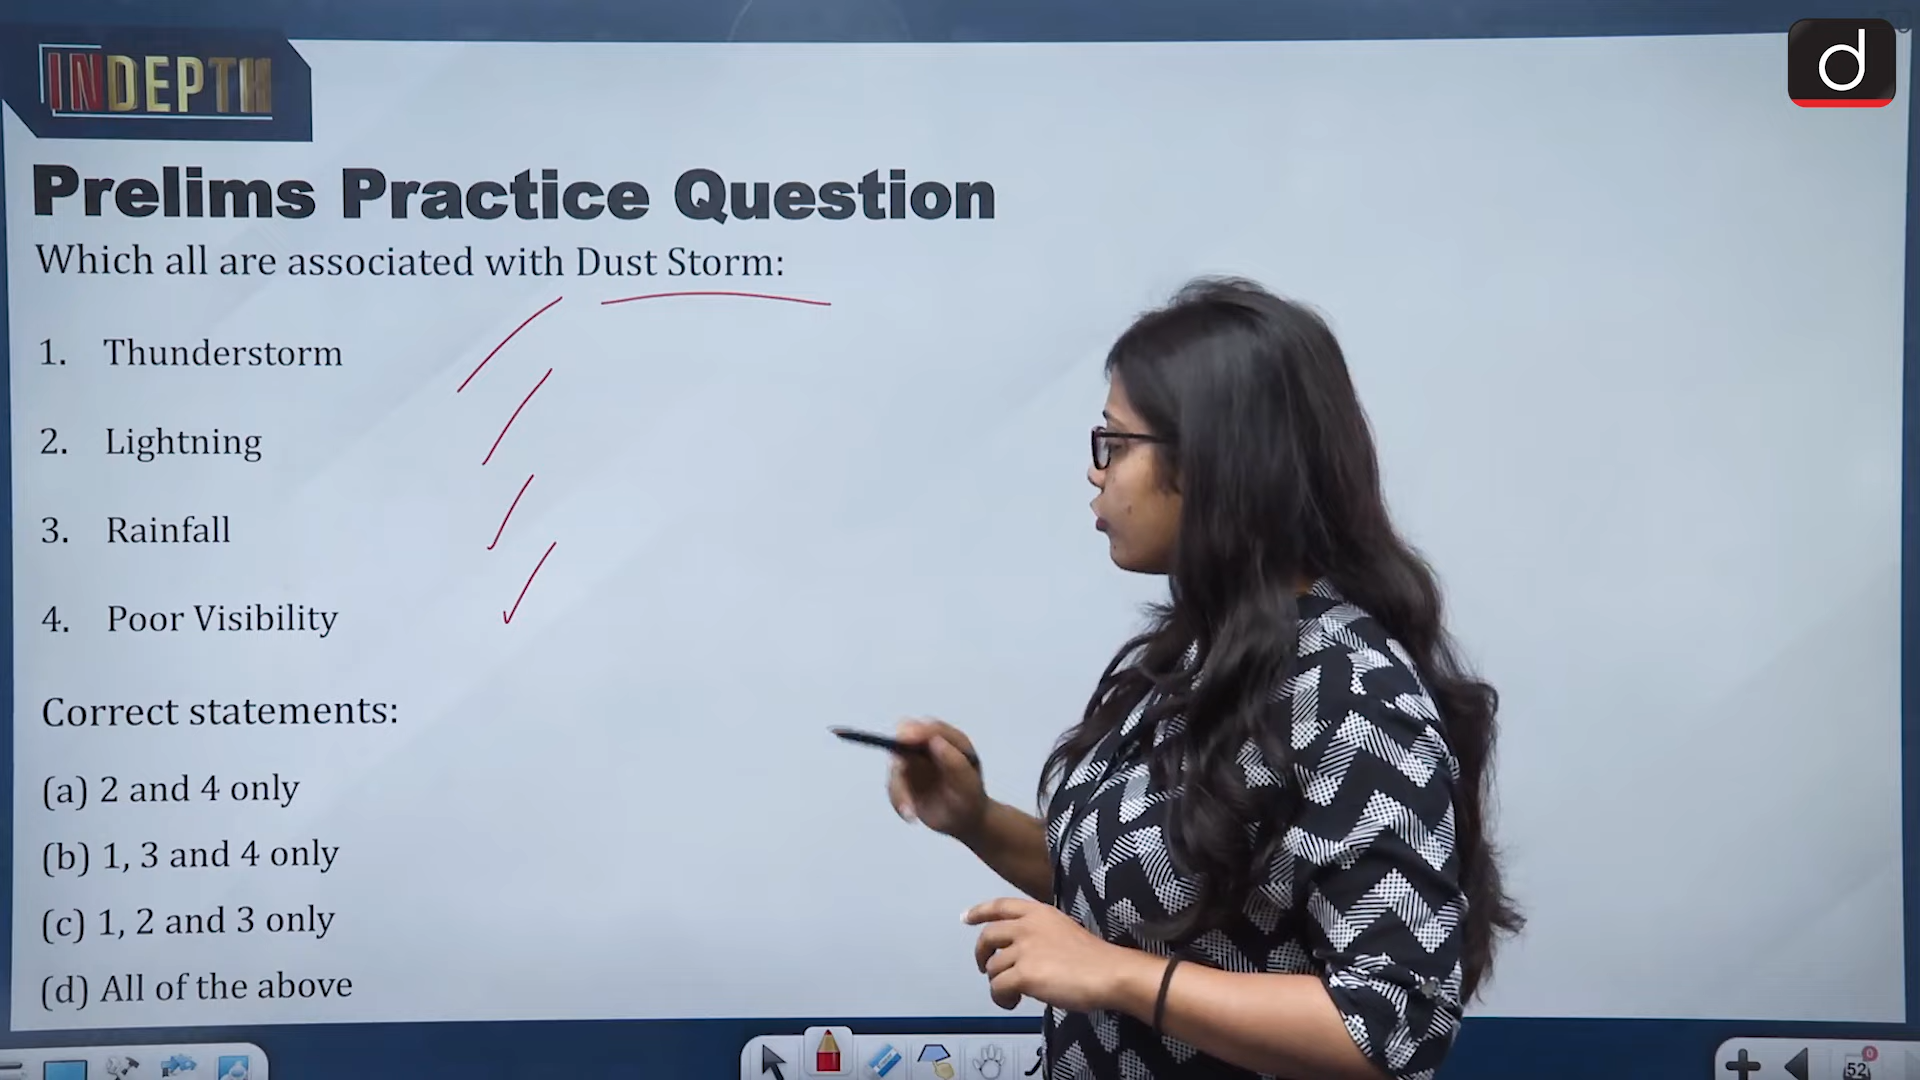 INDEPTH
d
Prelims Practice Question
Which all are associated with Dust Storm:
1. Thunderstorm
2. Lightning
3. Rainfall
4. Poor Visibility
Correct statements:
(a) 2 and 4 only
(b) 1, 3 and 4 only
(c) 1, 2 and 3 only
(d) All of the above
0
52